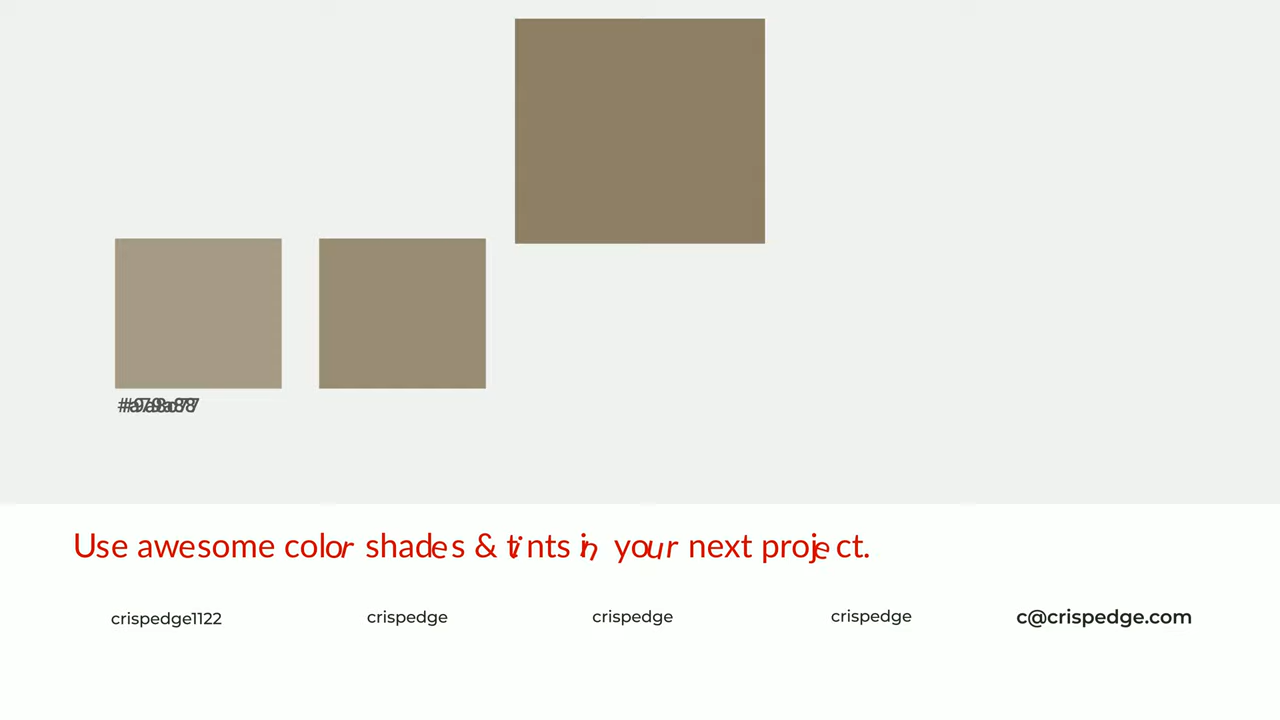 Use awesome color shades & tints in your next project.
crispedge1122 crispedge crispedge crispedge c@crispedge.com